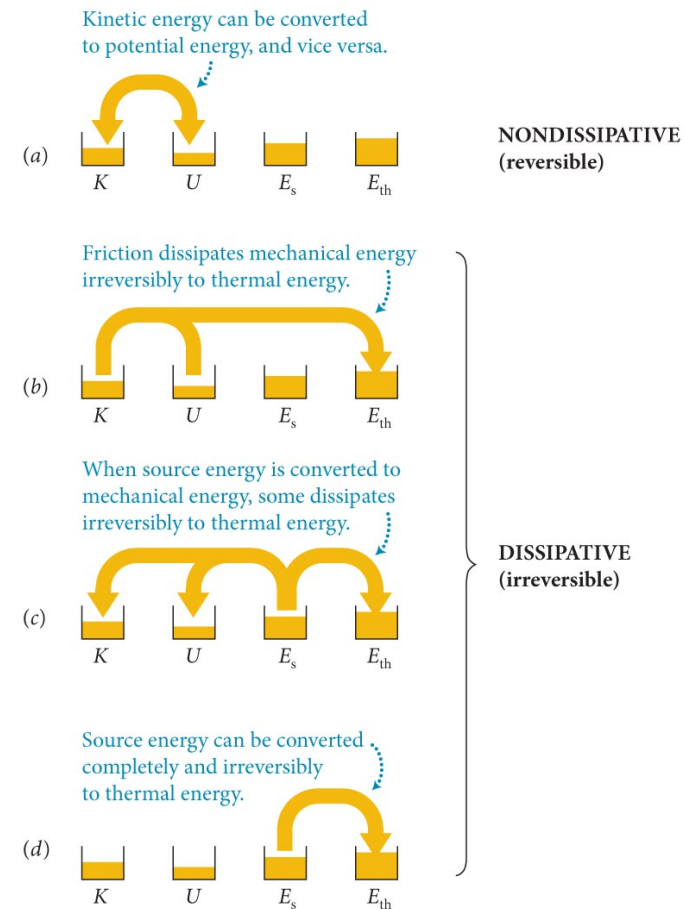 Kinetic energy can be converted
to potential energy, and vice versa.
(a)
K U Es Eth
NONDISSIPATIVE
(reversible)
Friction dissipates mechanical energy
irreversibly to thermal energy.
(b)
K U Es Eth
When source energy is converted to
mechanical energy, some dissipates
irreversibly to thermal energy.
(c)
K U Es Eth
DISSIPATIVE
(irreversible)
Source energy can be converted
completely and irreversibly
to thermal energy.
(d)
K U Es Eth